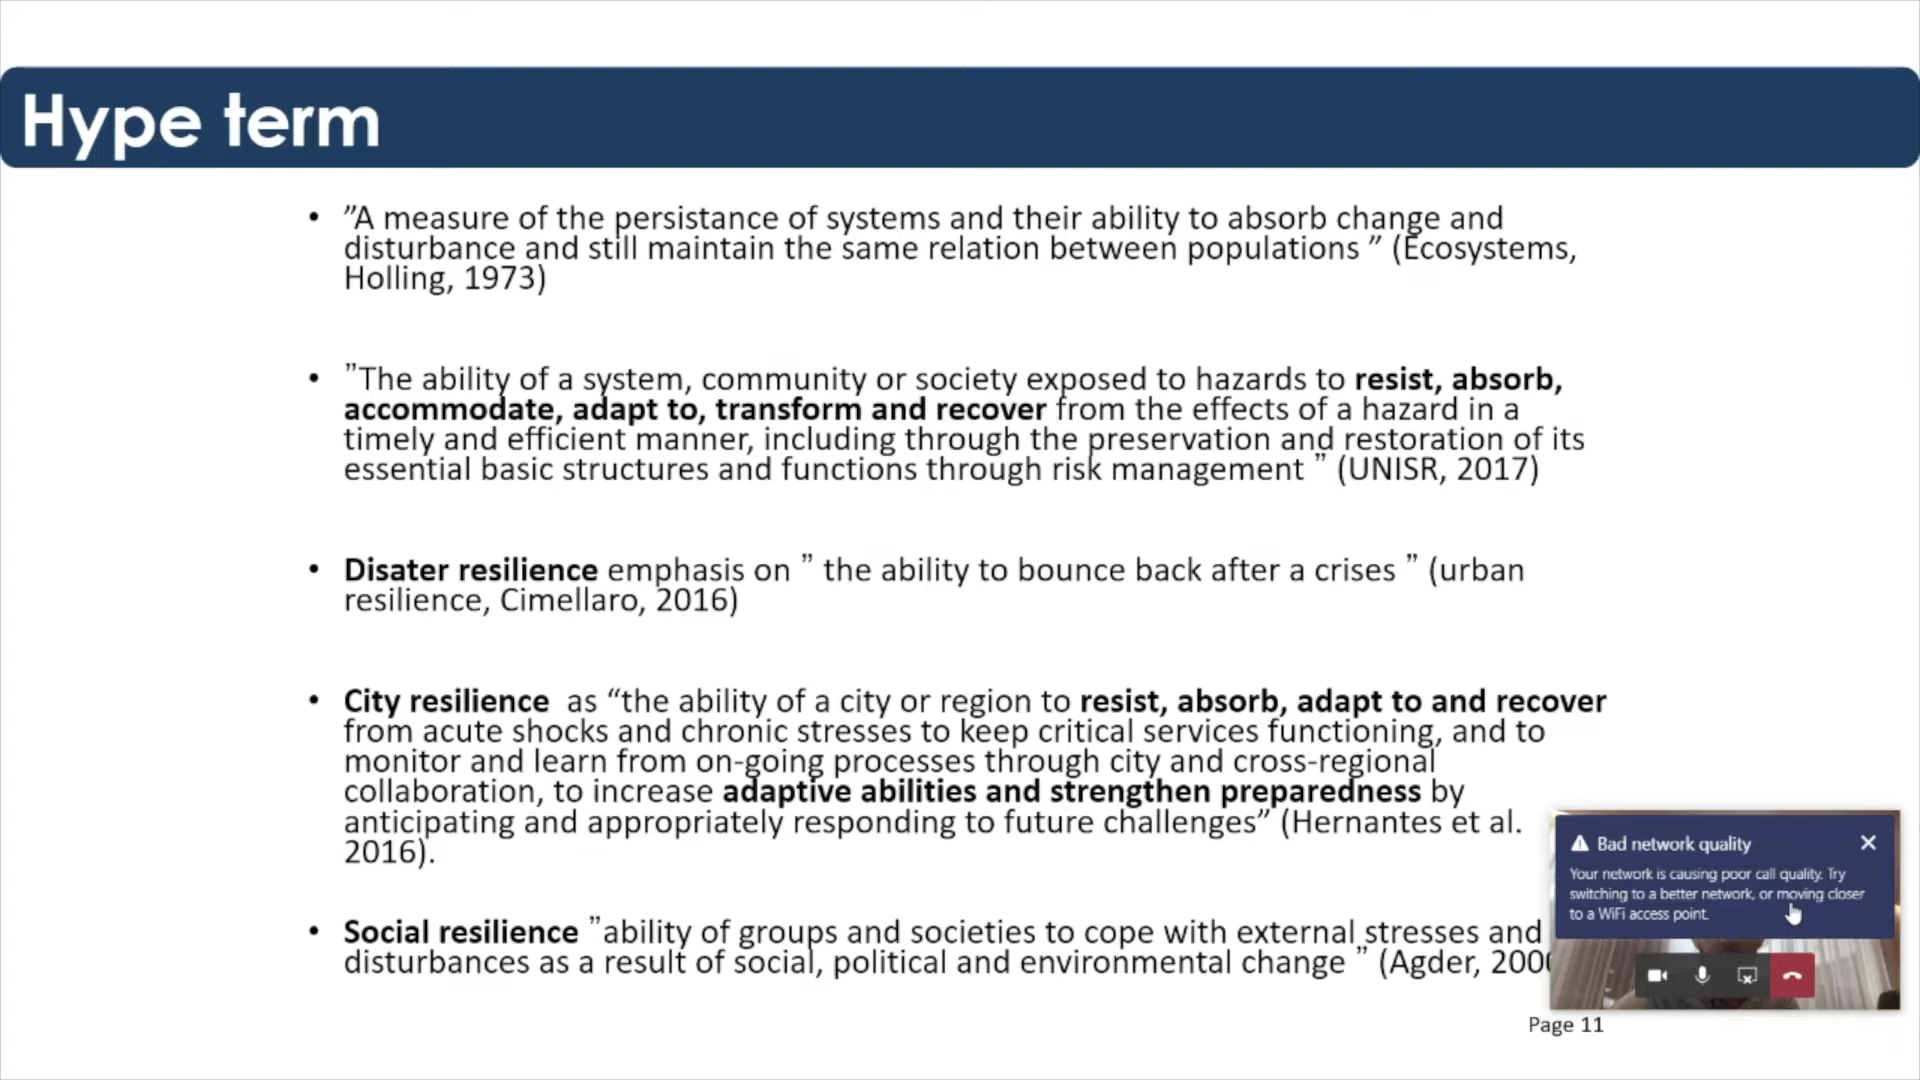 Hype term
• ”A measure of the persistance of systems and their ability to absorb change and
disturbance and still maintain the same relation between populations ” (Ecosystems,
Holling, 1973)
• ”The ability of a system, community or society exposed to hazards to resist, absorb,
accommodate, adapt to, transform and recover from the effects of a hazard in a
timely and efficient manner, including through the preservation and restoration of its
essential basic structures and functions through risk management ” (UNISR, 2017)
• Disater resilience emphasis on ” the ability to bounce back after a crises ” (urban
resilience, Cimellaro, 2016)
• City resilience as “the ability of a city or region to resist, absorb, adapt to and recover
from acute shocks and chronic stresses to keep critical services functioning, and to
monitor and learn from on-going processes through city and cross-regional
collaboration, to increase adaptive abilities and strengthen preparedness by
anticipating and appropriately responding to future challenges” (Hernantes et al.
2016).
• Social resilience ”ability of groups and societies to cope with external stresses and
disturbances as a result of social, political and environmental change ” (Agder,
Bad network quality
Your network is causing poor call quality. Try
switching to a better network, or moving closer
to a WiFi access point.
Page 11